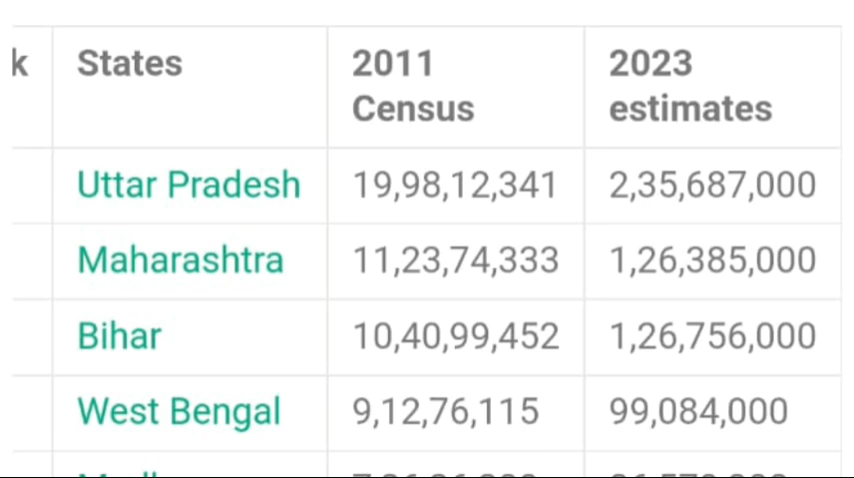 k States 2011 Census 2023 estimates
Uttar Pradesh 19,98,12,341 2,35,687,000
Maharashtra 11,23,74,333 1,26,385,000
Bihar 10,40,99,452 1,26,756,000
West Bengal 9,12,76,115 99,084,000